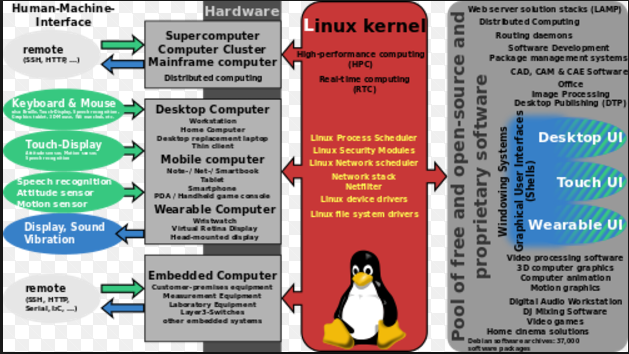 Human-Machine-
Interface
remote
(SSH, HTTP, ...)
Keyboard & Mouse
Touch-Display
Speech recognition
Attitude sensor
Motion sensor
Display, Sound
Vibration
remote
(SSH, HTTP,
Serial, I²C, ...)
Hardware
Supercomputer
Computer Cluster
Mainframe computer
Distributed computing
Desktop Computer
Workstation
Home Computer
Desktop replacement laptop
Thin client
Mobile computer
Note-/ Net-/ Smartbook
Tablet
Smartphone
PDA / Handheld game console
Wearable Computer
Wristwatch
Virtual Retina Display
Head-mounted display
Embedded Computer
Customer-premises equipment
Measurement Equipment
Laboratory Equipment
Layer3-Switches
other embedded systems
Linux kernel
High-performance computing
(HPC)
Real-time computing
(RTC)
Linux Process Scheduler
Linux Security Modules
Linux Network scheduler
Network stack
Netfilter
Linux device drivers
Linux file system drivers
Pool of free and open-source and
proprietary software
Web server solution stacks (LAMP)
Distributed Computing
Routing daemons
Software Development
Package management systems
CAD, CAM & CAE Software
Office
Image Processing
Desktop Publishing (DTP)
Windowing Systems
Graphical User Interfaces
(Shells)
Desktop UI
Touch UI
Wearable UI
Video processing software
3D computer graphics
Computer animation
Motion graphics
Digital Audio Workstation
DJ Mixing Software
Video games
Home cinema solutions
Debian software archives: 37,000
software packages